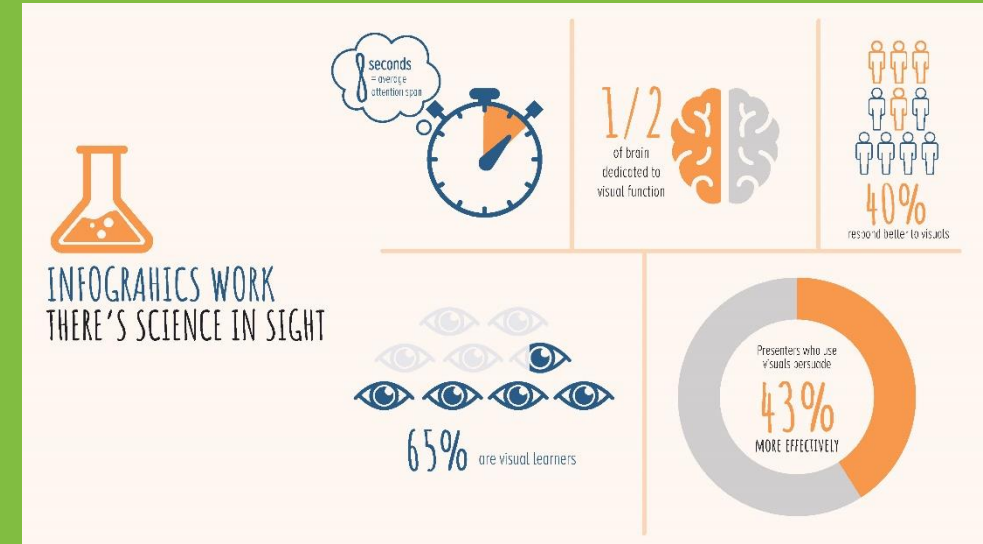 INFOGRAHICS WORK
THERE'S SCIENCE IN SIGHT
8 seconds
= average
attention span
1/2
of brain
dedicated to
visual function
40%
respond better to visuals
65% are visual learners
Presenters who use
visuals persuade
43%
MORE EFFECTIVELY